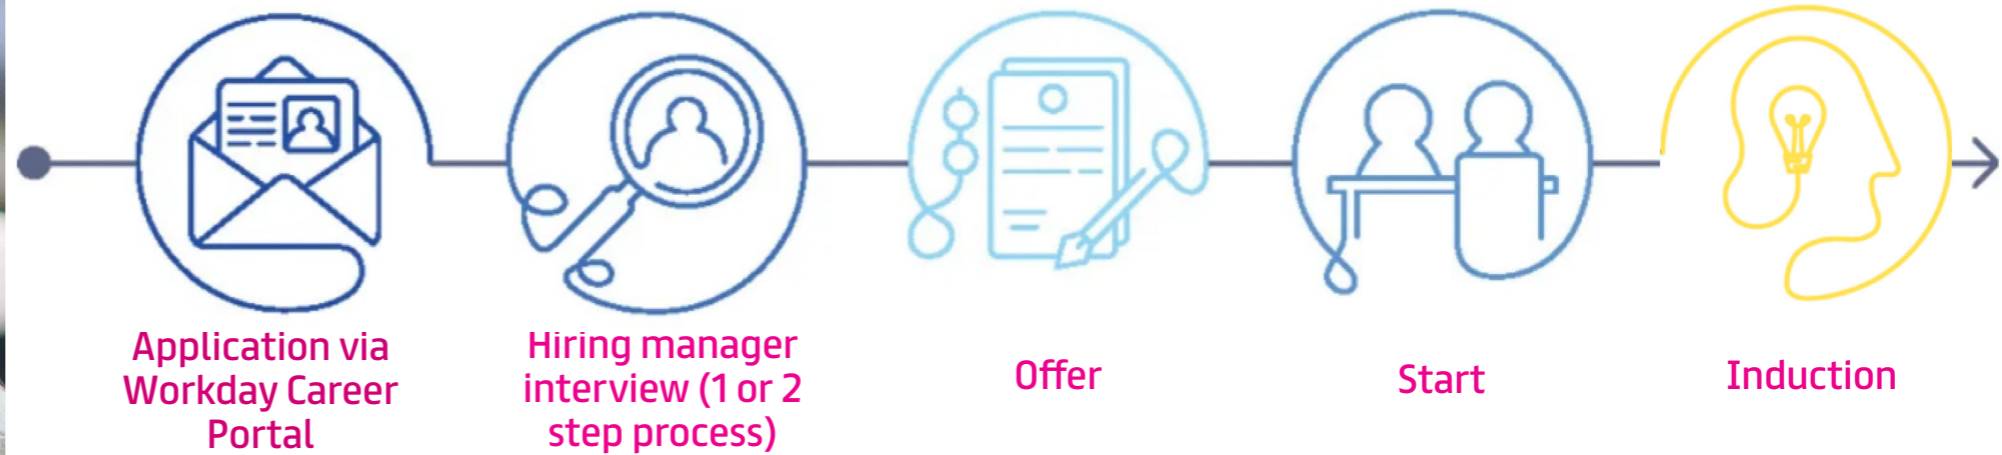 Application via
Workday Career
Portal
Hiring manager
interview (1 or 2
step process)
Offer
Start
Induction